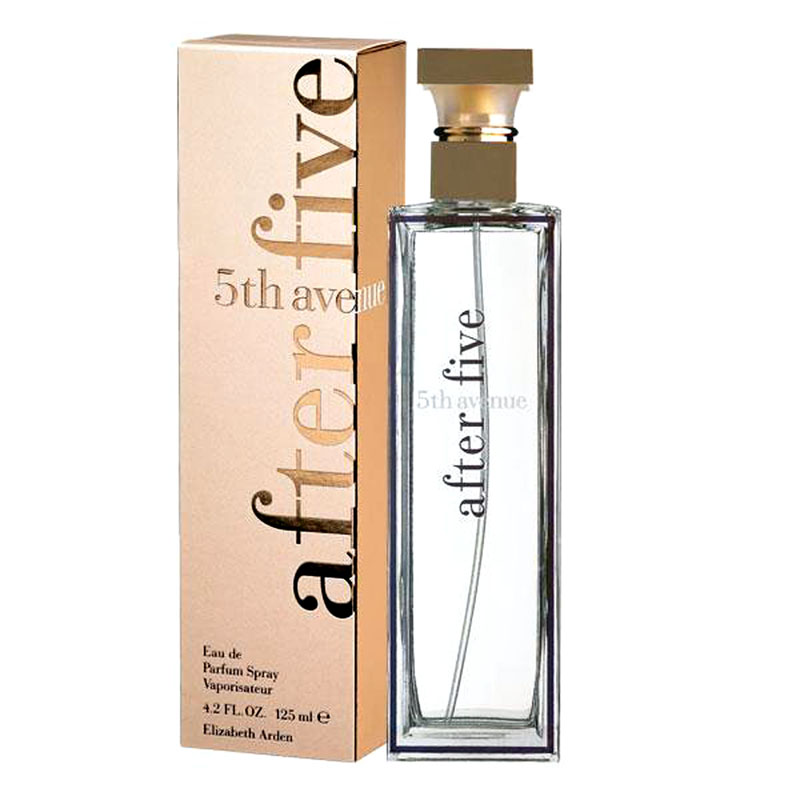 after five
5th avenue
Eau de
Parfum Spray
Vaporisateur
4.2 FL. OZ. 125 ml ℮
Elizabeth Arden
after five
5th avenue